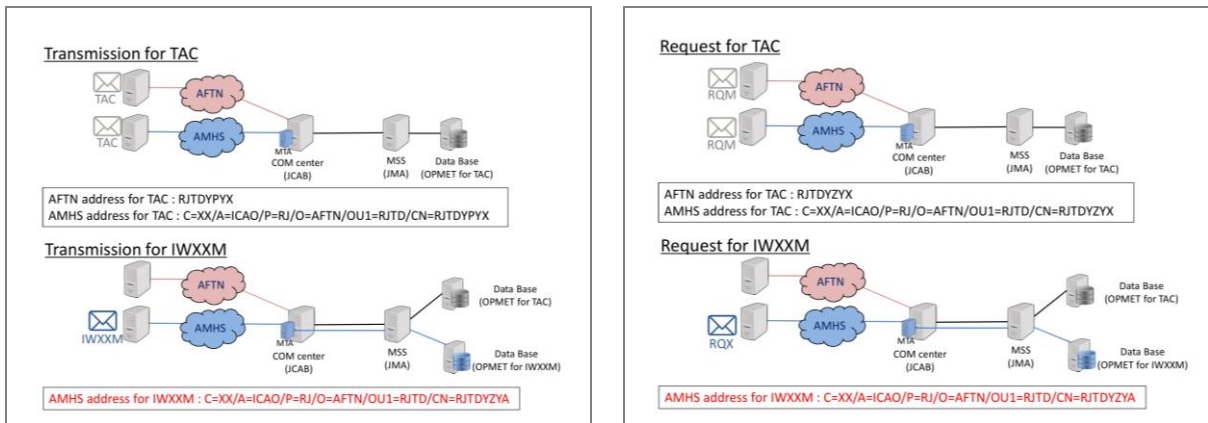 Transmission for TAC
TAC
AFTN
TAC
AMHS
MTA
COM center
(JCAB)
MSS
(JMA)
Data Base
(OPMET for TAC)
AFTN address for TAC : RJTDYPYX
AMHS address for TAC : C=XX/A=ICAO/P=RJ/O=AFTN/OU1=RJTD/CN=RJTDYPYX
Transmission for IWXXM
AFTN
Data Base
(OPMET for TAC)
IWXXM
AMHS
MTA
COM center
(JCAB)
MSS
(JMA)
Data Base
(OPMET for IWXXM)
AMHS address for IWXXM : C=XX/A=ICAO/P=RJ/O=AFTN/OU1=RJTD/CN=RJTDYZYA
Request for TAC
RQM
AFTN
RQM
AMHS
MTA
COM center
(JCAB)
MSS
(JMA)
Data Base
(OPMET for TAC)
AFTN address for TAC : RJTDYZYX
AMHS address for TAC : C=XX/A=ICAO/P=RJ/O=AFTN/OU1=RJTD/CN=RJTDYZYX
Request for IWXXM
AFTN
Data Base
(OPMET for TAC)
RQX
AMHS
MTA
COM center
(JCAB)
MSS
(JMA)
Data Base
(OPMET for IWXXM)
AMHS address for IWXXM : C=XX/A=ICAO/P=RJ/O=AFTN/OU1=RJTD/CN=RJTDYZYA